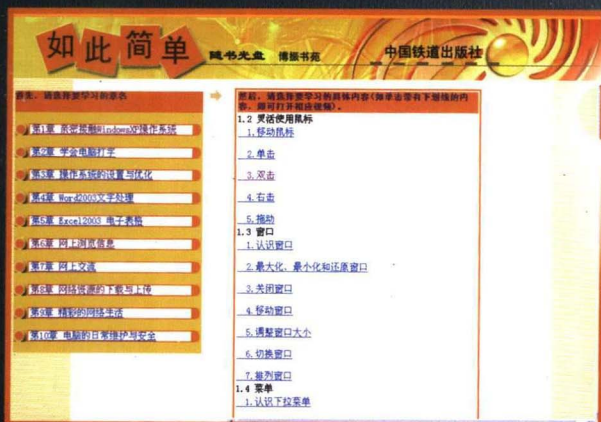 如此简单 随书光盘 傅振书苑 中国铁道出版社
首先，请选择要学习的章名
第1章 亲密接触WindowsXP操作系统
第2章 学会电脑打字
第3章 操作系统的设置与优化
第4章 Word2003文字处理
第5章 Excel2003 电子表格
第6章 网上浏览信息
第7章 网上交流
第8章 网络资源的下载与上传
第9章 精彩的网络生活
第10章 电脑的日常维护与安全
然后，请选择要学习的具体内容(如单击带有下划线的内
容，即可打开相应视频)。
1.2 灵活使用鼠标
1.移动鼠标
2.单击
3.双击
4.右击
5.拖动
1.3 窗口
1.认识窗口
2.最大化、最小化和还原窗口
3.关闭窗口
4.移动窗口
5.调整窗口大小
6.切换窗口
7.排列窗口
1.4 菜单
1.认识下拉菜单